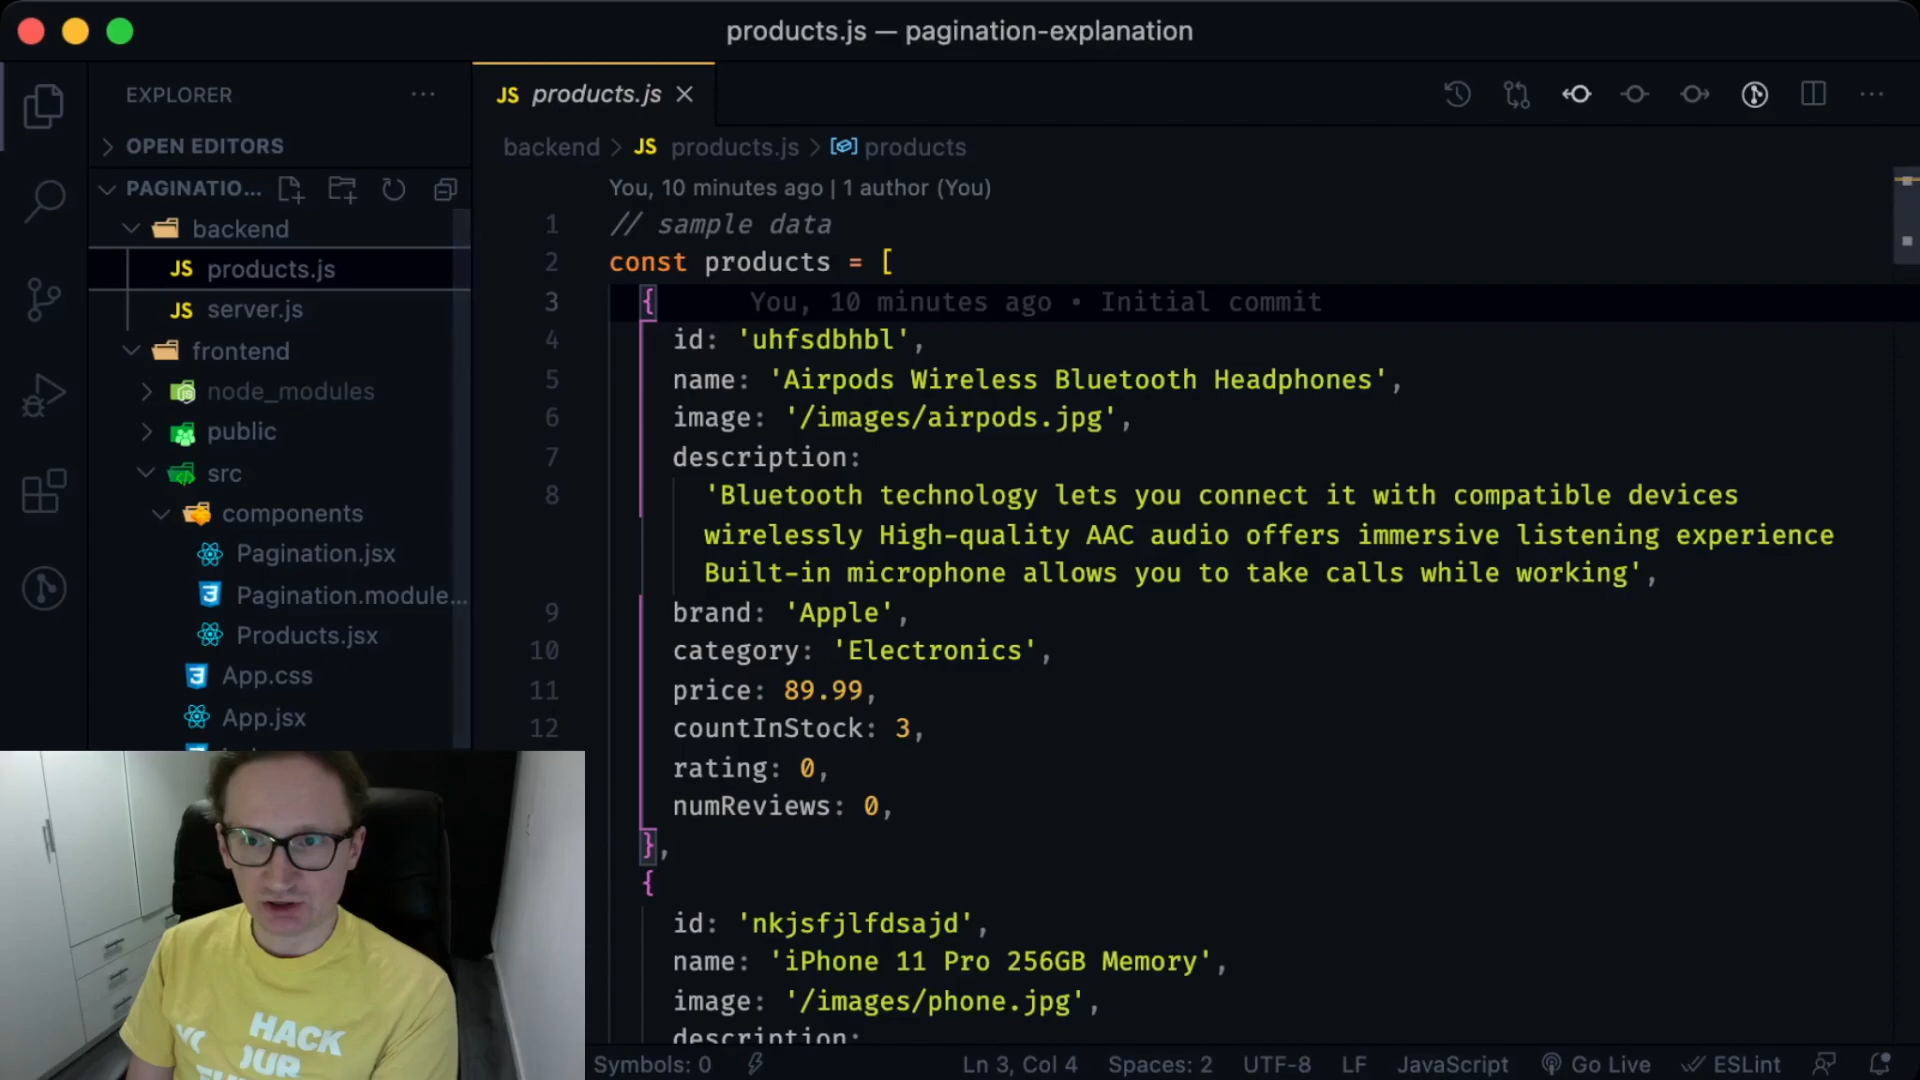 products.js — pagination-explanation
EXPLORER
OPEN EDITORS
PAGINATIO...
backend
JS products.js
JS server.js
frontend
node_modules
public
src
components
Pagination.jsx
Pagination.module...
Products.jsx
App.css
App.jsx
JS products.js
backend > JS products.js > products
You, 10 minutes ago | 1 author (You)
1 // sample data
2 const products = [
3 { You, 10 minutes ago • Initial commit
4 id: 'uhfsdbhbl',
5 name: 'Airpods Wireless Bluetooth Headphones',
6 image: '/images/airpods.jpg',
7 description:
8 'Bluetooth technology lets you connect it with compatible devices
wirelessly High-quality AAC audio offers immersive listening experience
Built-in microphone allows you to take calls while working',
9 brand: 'Apple',
10 category: 'Electronics',
11 price: 89.99,
12 countInStock: 3,
rating: 0,
numReviews: 0,
},
{
id: 'nkjsfjlfdsajd',
name: 'iPhone 11 Pro 256GB Memory',
image: '/images/phone.jpg',
description:
HACK
Symbols: 0
Ln 3, Col 4
Spaces: 2
UTF-8
LF
JavaScript
Go Live
ESLint